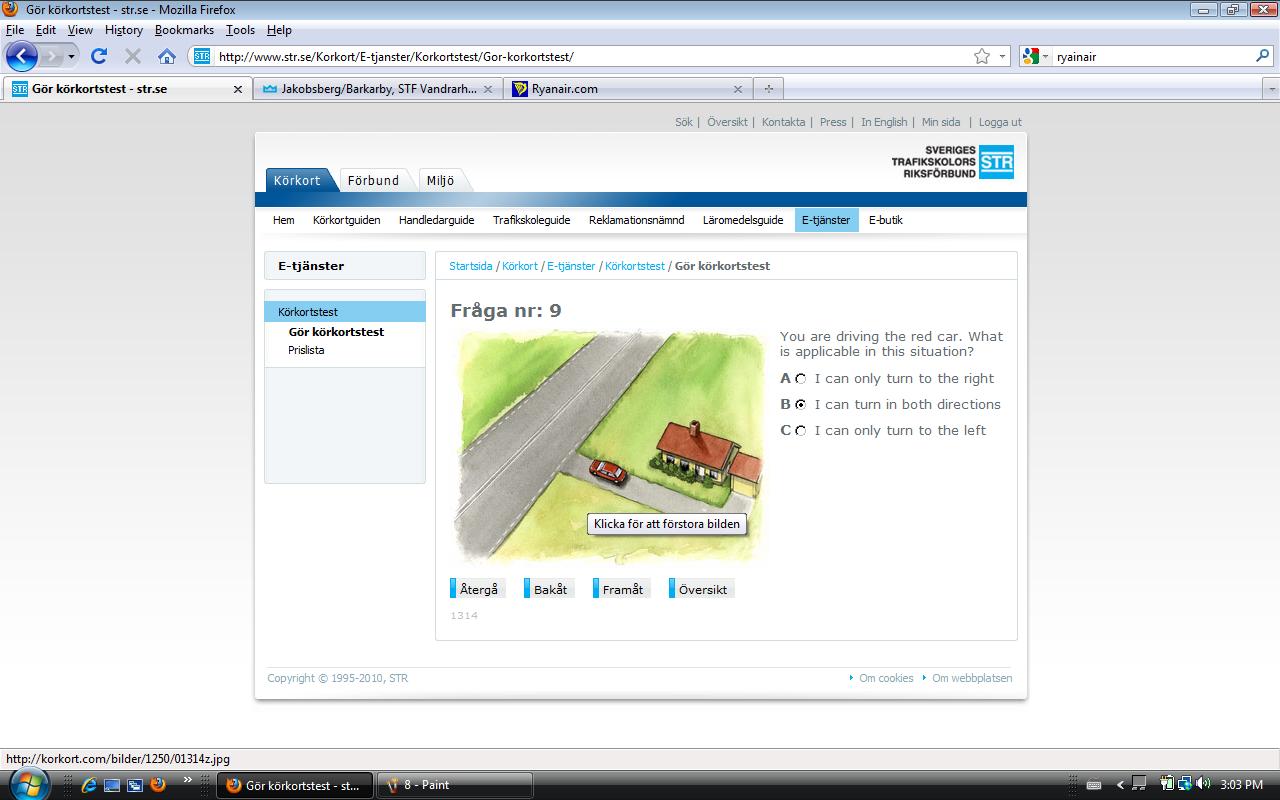 Gör körkortstest - str.se - Mozilla Firefox
File Edit View History Bookmarks Tools Help
STR http://www.str.se/Korkort/E-tjanster/Korkortstest/Gor-korkortstest/ ryainair
STR Gör körkortstest - str.se Jakobsberg/Barkarby, STF Vandrarh... Ryanair.com
Sök | Översikt | Kontakta | Press | In English | Min sida | Logga ut
SVERIGES
TRAFIKSKOLORS
RIKSFÖRBUND
STR
Körkort Förbund Miljö
Hem Körkortguiden Handledarguide Trafikskoleguide Reklamationsnämnd Läromedelsguide E-tjänster E-butik
E-tjänster
Körkortstest
Gör körkortstest
Prislista
Startsida / Körkort / E-tjänster / Körkortstest / Gör körkortstest
Fråga nr: 9
You are driving the red car. What
is applicable in this situation?
A I can only turn to the right
B I can turn in both directions
C I can only turn to the left
Klicka för att förstora bilden
Återgå Bakåt Framåt Översikt
1314
Copyright © 1995-2010, STR Om cookies Om webbplatsen
http://korkort.com/bilder/1250/01314z.jpg
Gör körkortstest - st... 8 - Paint 3:03 PM